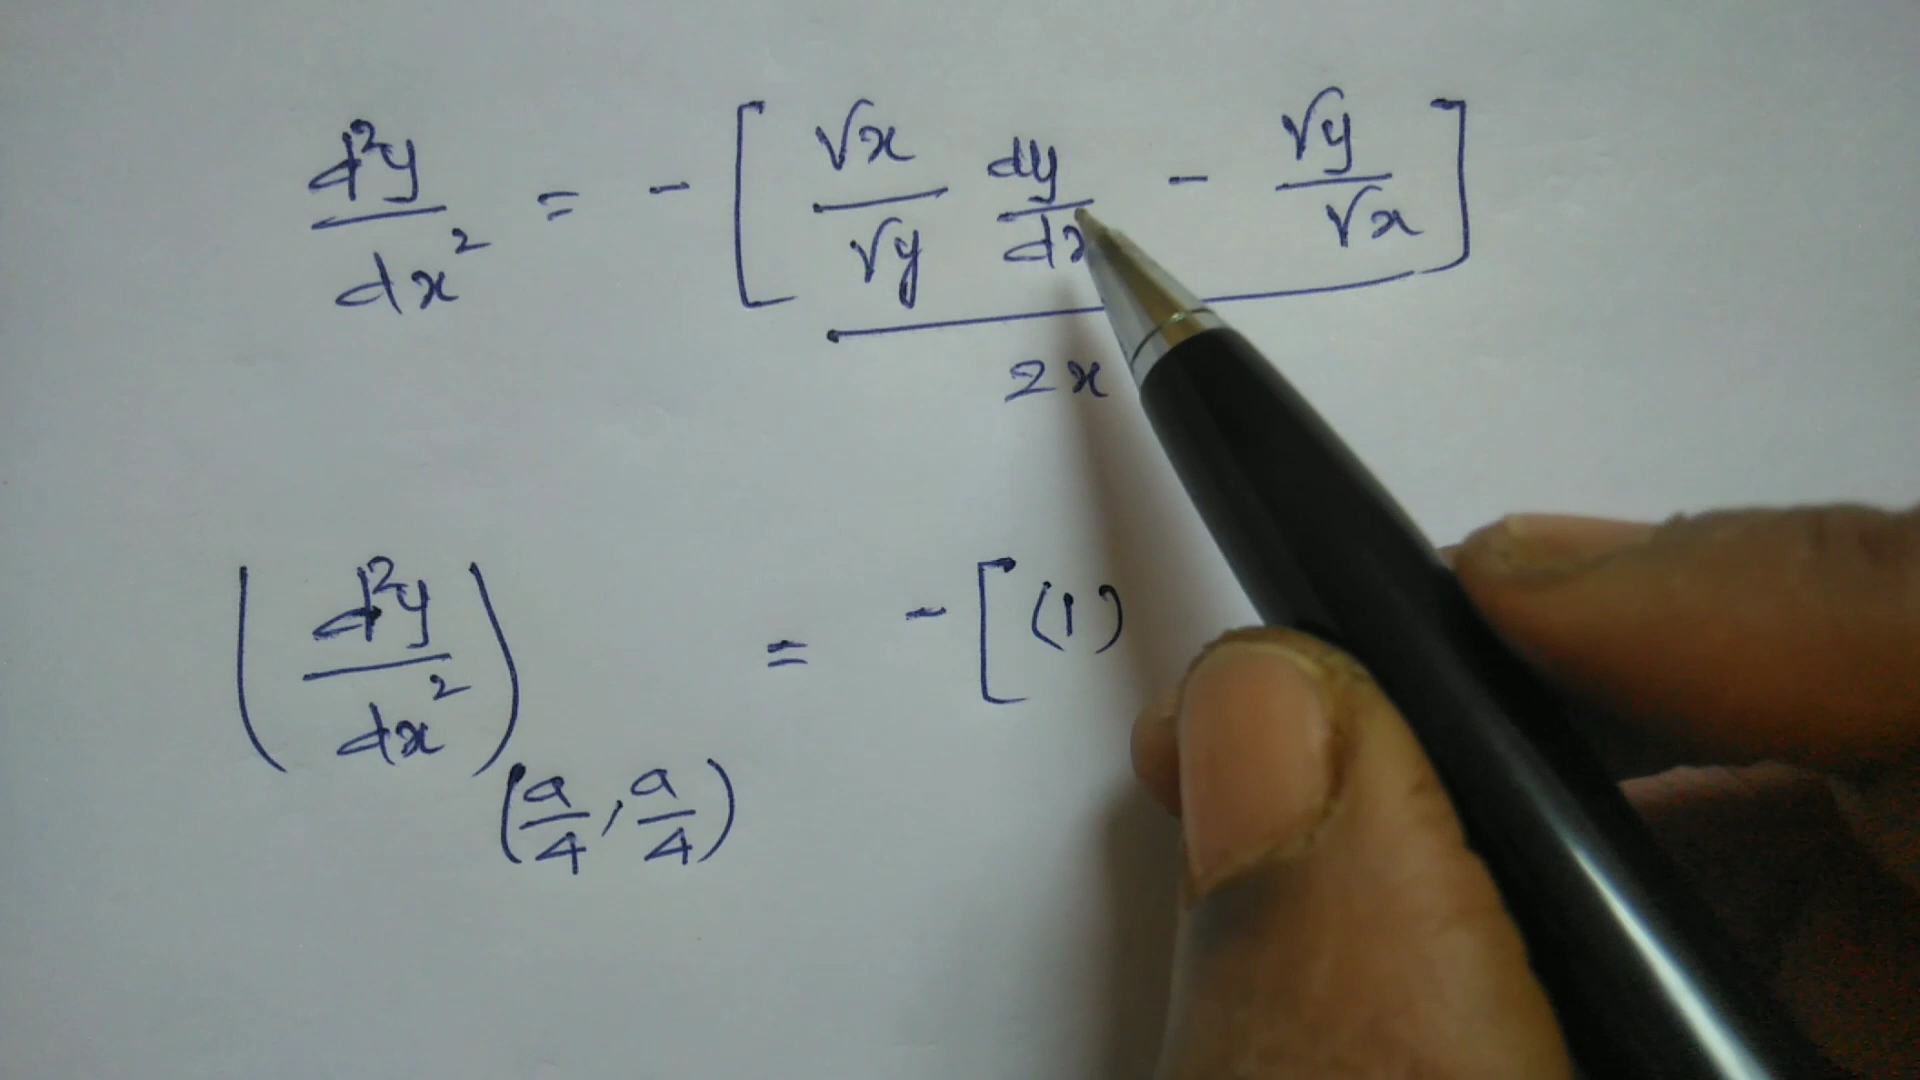 d²y/dx² = - [ √x/√y dy/dx - √y/√x ] / 2x
( d²y/dx² ) (a/4, a/4) = - [ (1)